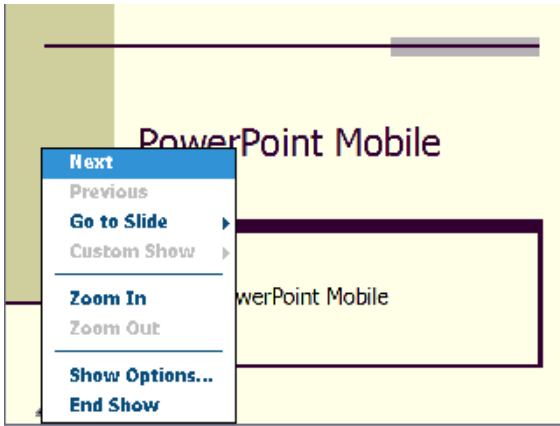 PowerPoint Mobile
Next
Previous
Go to Slide
Custom Show
Zoom In
werPoint Mobile
Zoom Out
Show Options...
End Show